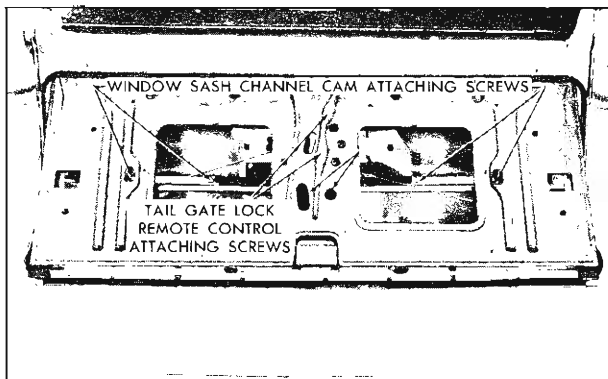 WINDOW SASH CHANNEL CAM ATTACHING SCREWS
TAIL GATE LOCK
REMOTE CONTROL
ATTACHING SCREWS